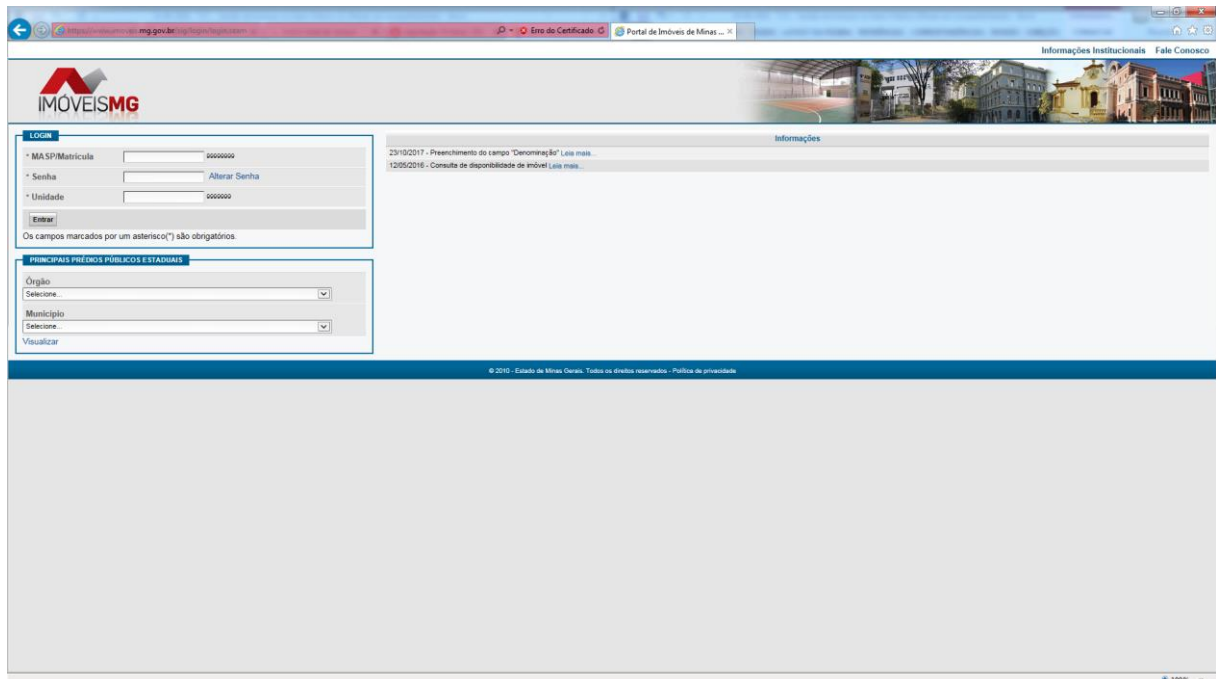 mg.gov.br
Erro do Certificado
Portal de Imóveis de Minas ...
Informações Institucionais Fale Conosco
IMÓVEISMG
LOGIN
* MASP/Matrícula 99999999
* Senha Alterar Senha
* Unidade 9999999
Entrar
Os campos marcados por um asterisco(*) são obrigatórios.
PRINCIPAIS PRÉDIOS PÚBLICOS ESTADUAIS
Órgão
Selecione...
Município
Selecione...
Visualizar
Informações
23/10/2017 - Preenchimento do campo "Denominação" Leia mais...
12/05/2016 - Consulta de disponibilidade de imóvel Leia mais...
© 2010 - Estado de Minas Gerais. Todos os direitos reservados - Política de privacidade